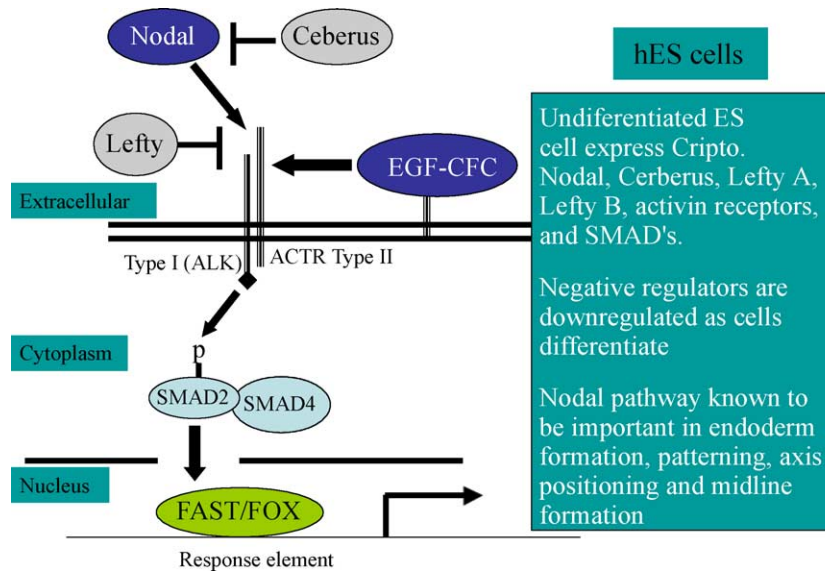 Nodal
Ceberus
hES cells
Lefty
EGF-CFC
Extracellular
Type I (ALK)
ACTR Type II
Cytoplasm
p
SMAD2
SMAD4
Nucleus
FAST/FOX
Response element
Undiferentiated ES
cell express Cripto.
Nodal, Cerberus, Lefty A,
Lefty B, activin receptors,
and SMAD's.
Negative regulators are
downregulated as cells
differentiate
Nodal pathway known to
be important in endoderm
formation, patterning, axis
positioning and midline
formation